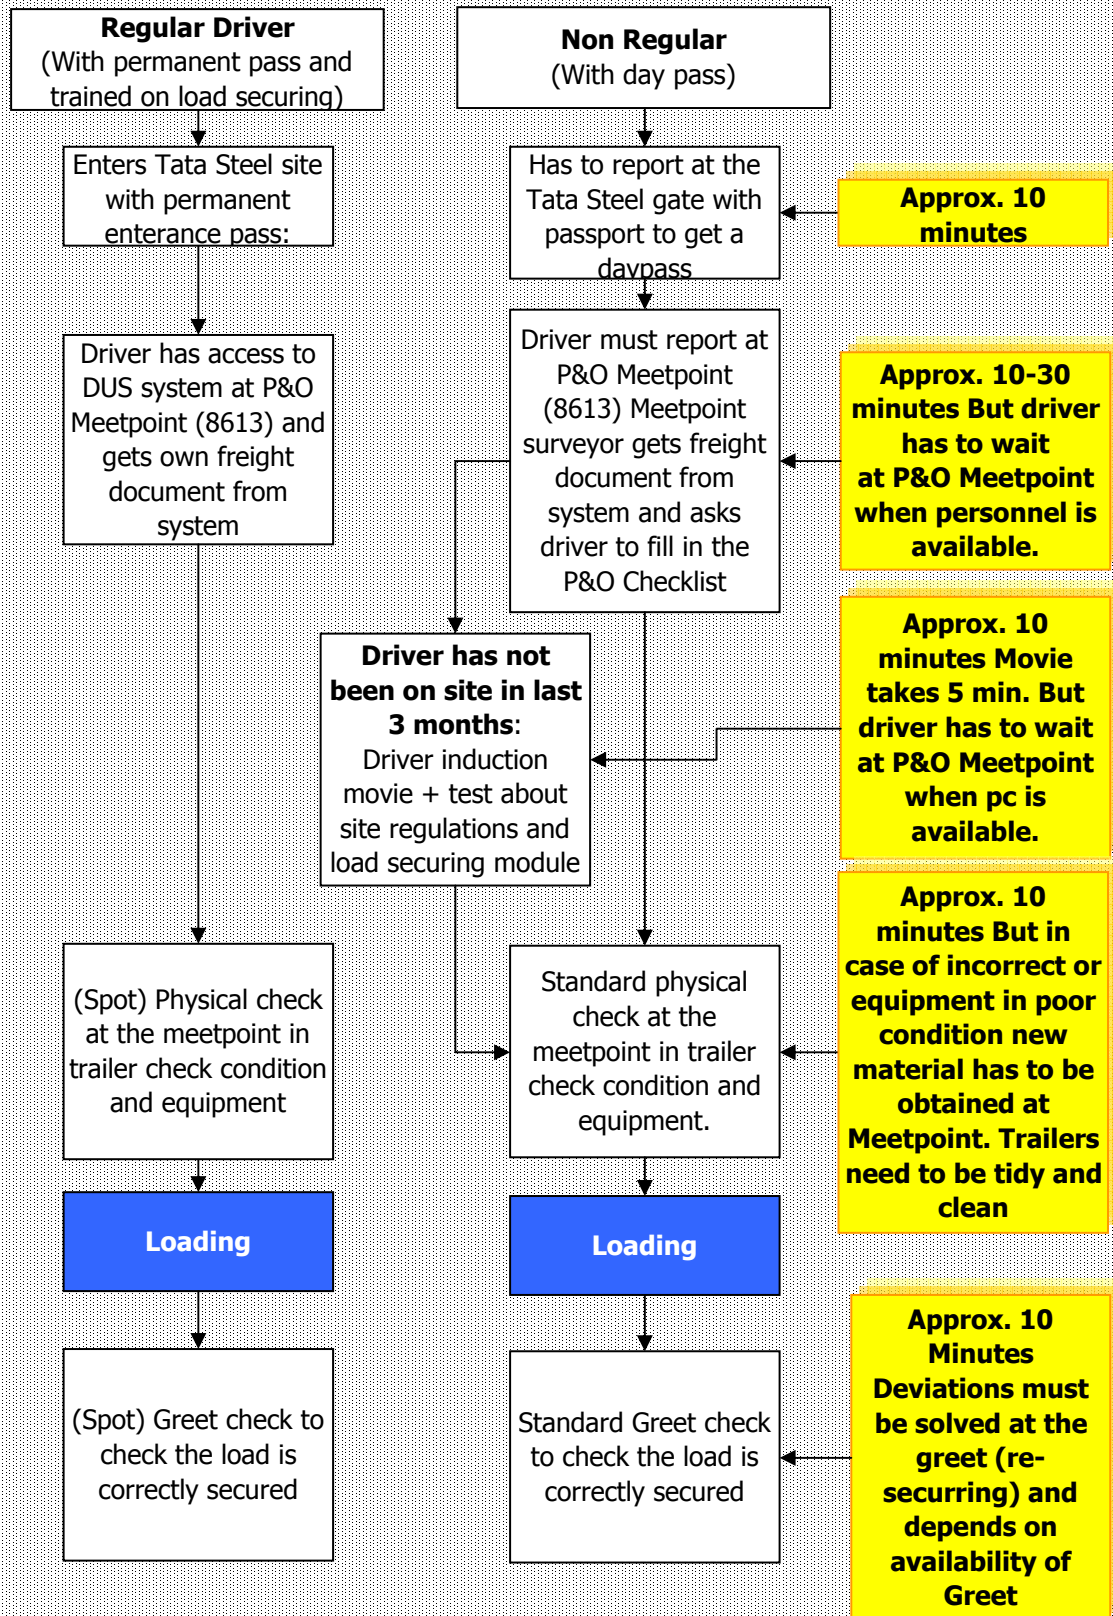 Regular Driver
(With permanent pass and
trained on load securing)
Non Regular
(With day pass)
Enters Tata Steel site
with permanent
enterance pass:
Has to report at the
Tata Steel gate with
passport to get a
daypass
Approx. 10
minutes
Driver has access to
DUS system at P&O
Meetpoint (8613) and
gets own freight
document from
system
Driver must report at
P&O Meetpoint
(8613) Meetpoint
surveyor gets freight
document from
system and asks
driver to fill in the
P&O Checklist
Approx. 10-30
minutes But driver
has to wait
at P&O Meetpoint
when personnel is
available.
Driver has not
been on site in last
3 months:
Driver induction
movie + test about
site regulations and
load securing module
Approx. 10
minutes Movie
takes 5 min. But
driver has to wait
at P&O Meetpoint
when pc is
available.
(Spot) Physical check
at the meetpoint in
trailer check condition
and equipment
Standard physical
check at the
meetpoint in trailer
check condition and
equipment.
Approx. 10
minutes But in
case of incorrect or
equipment in poor
condition new
material has to be
obtained at
Meetpoint. Trailers
need to be tidy and
clean
Loading
Loading
(Spot) Greet check to
check the load is
correctly secured
Standard Greet check
to check the load is
correctly secured
Approx. 10
Minutes
Deviations must
be solved at the
greet (re-
securring) and
depends on
availability of
Greet